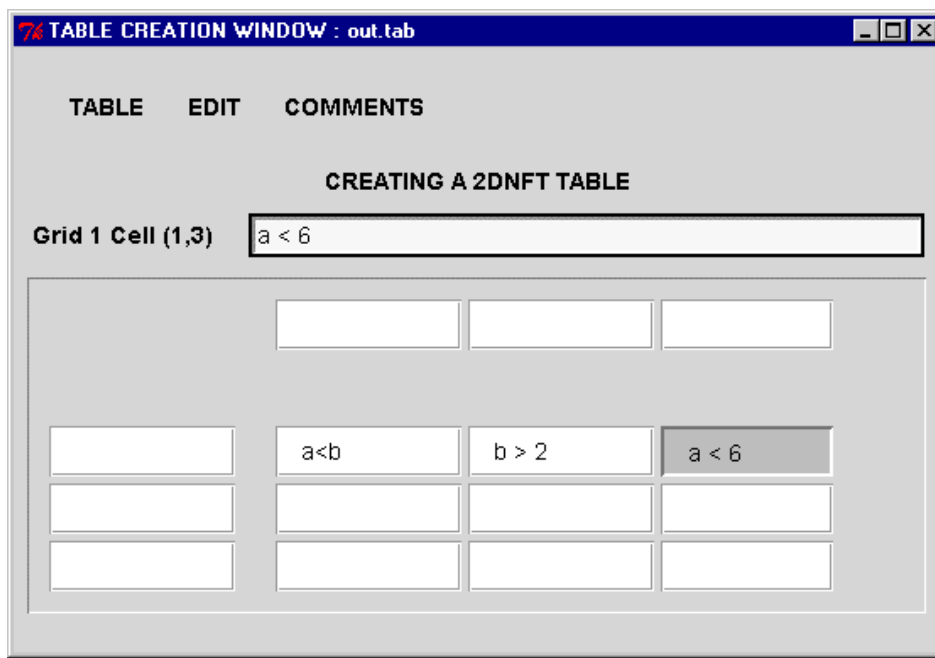 TABLE CREATION WINDOW : out.tab
TABLE EDIT COMMENTS
CREATING A 2DNFT TABLE
Grid 1 Cell (1,3) a < 6
a<b b > 2 a < 6